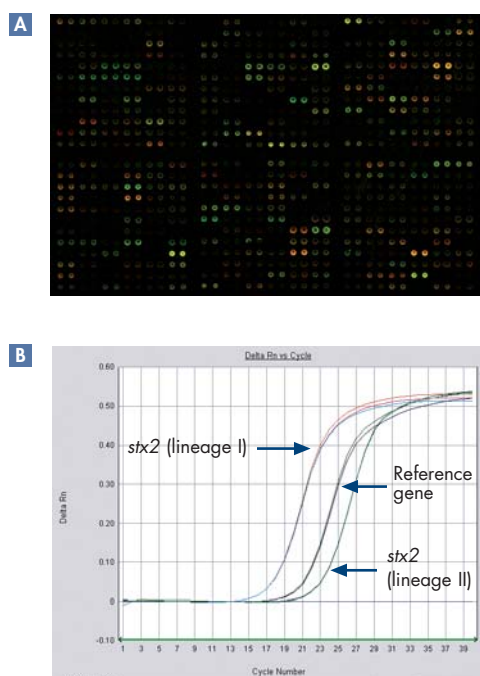 A
B
Delta Rn vs Cycle
0.60
0.50
0.40
0.30
0.20
0.10
0
-0.10
Delta Rn
stx2 (lineage I)
Reference
gene
stx2
(lineage II)
1 3 5 7 9 11 13 15 17 19 21 23 25 27 29 31 33 35 37 39
Cycle Number